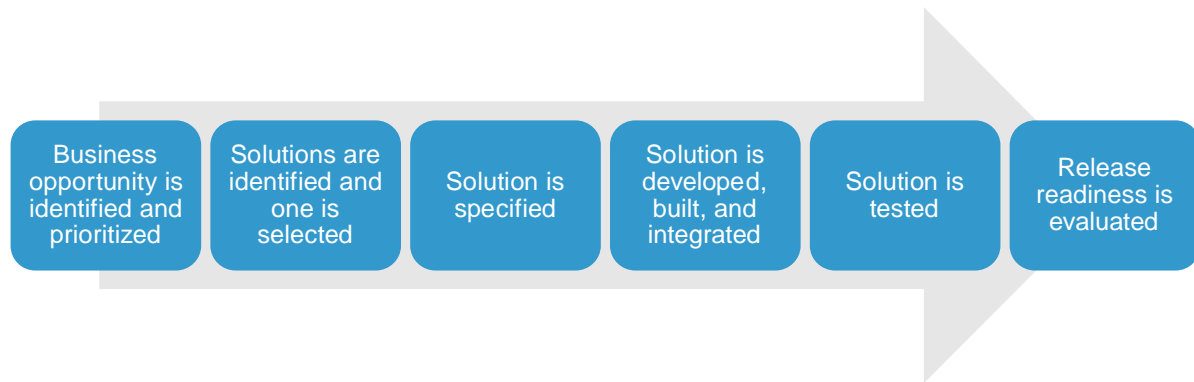 Business
opportunity is
identified and
prioritized
Solutions are
identified and
one is
selected
Solution is
specified
Solution is
developed,
built, and
integrated
Solution is
tested
Release
readiness is
evaluated